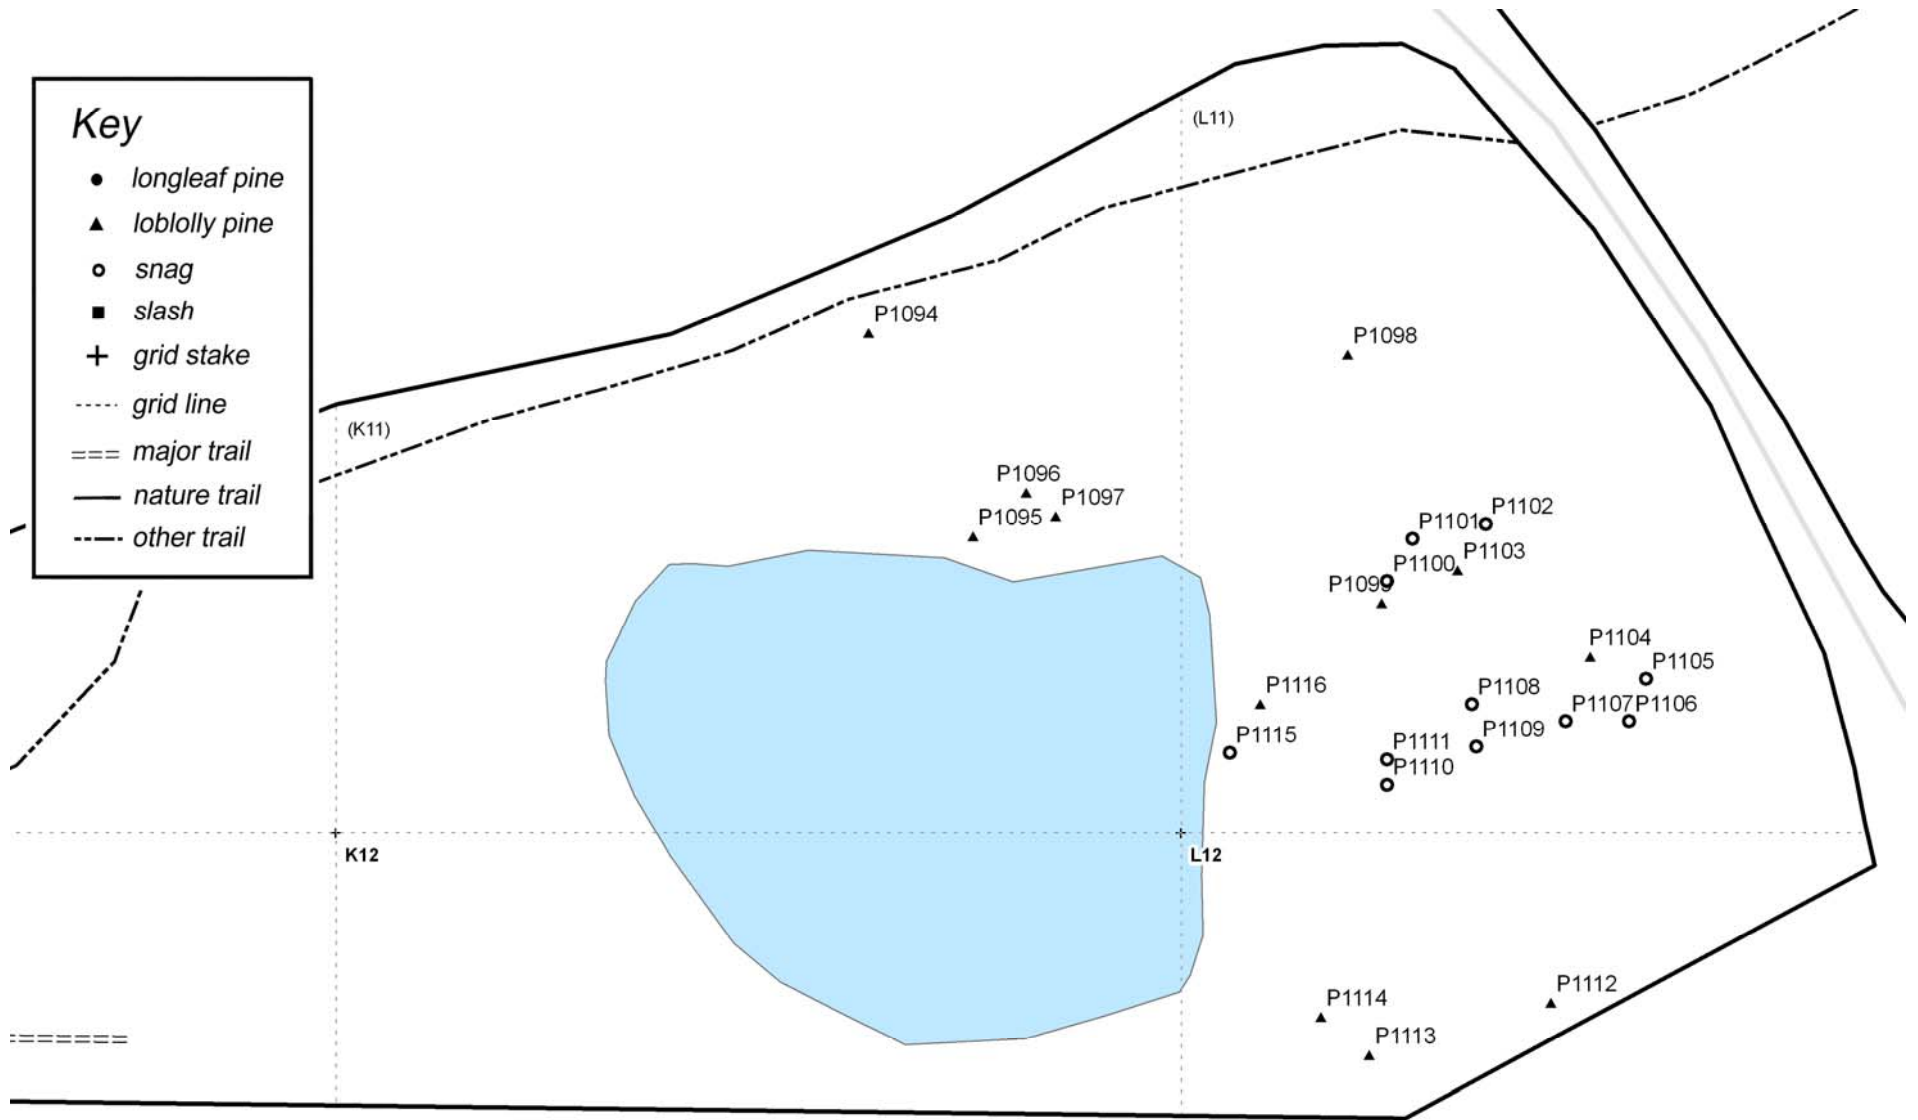 Key
longleaf pine
loblolly pine
snag
slash
grid stake
grid line
major trail
nature trail
other trail
(L11)
P1094
P1098
(K11)
P1096
P1097
P1095
P1102
P1101
P1103
P1100
P1099
P1104
P1105
P1116
P1108
P1107
P1106
P1115
P1109
P1111
P1110
K12
L12
P1112
P1114
P1113